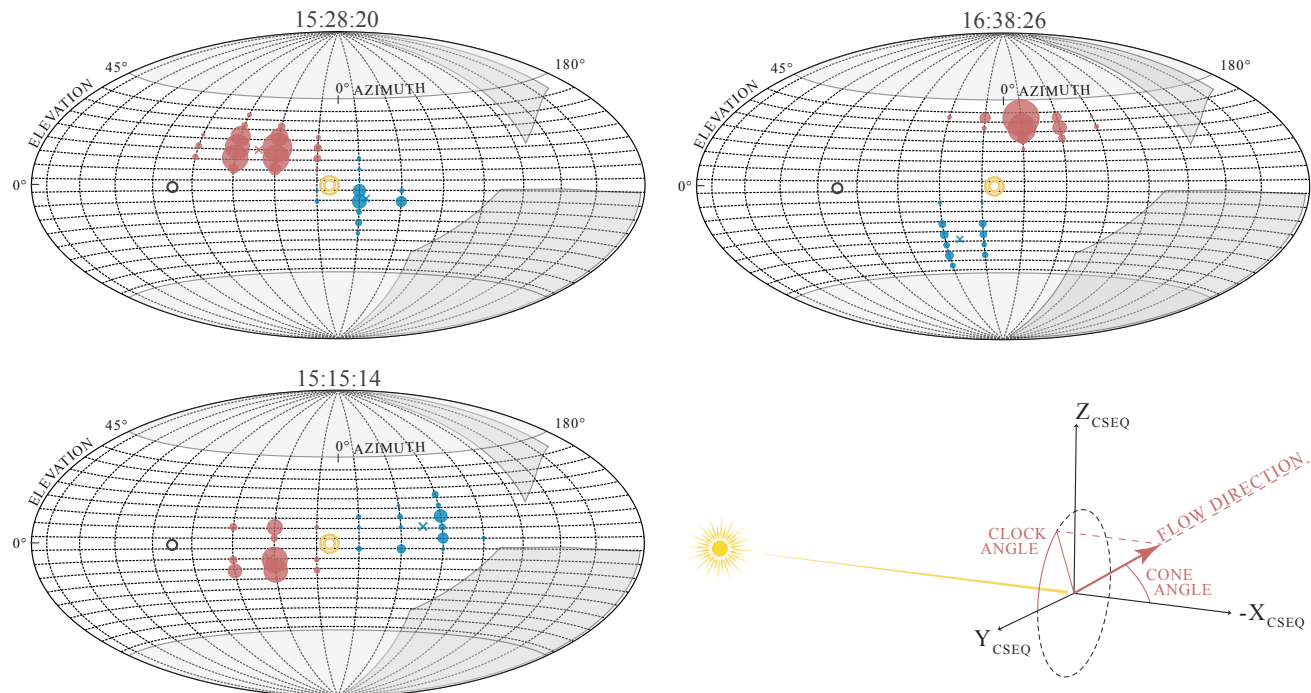 15:28:20
45°
180°
0° AZIMUTH
ELEVATION
0°
16:38:26
45°
180°
0° AZIMUTH
ELEVATION
0°
15:15:14
45°
180°
0° AZIMUTH
ELEVATION
0°
Z CSEQ
FLOW DIRECTION
CLOCK
ANGLE
CONE
ANGLE
-X CSEQ
Y CSEQ